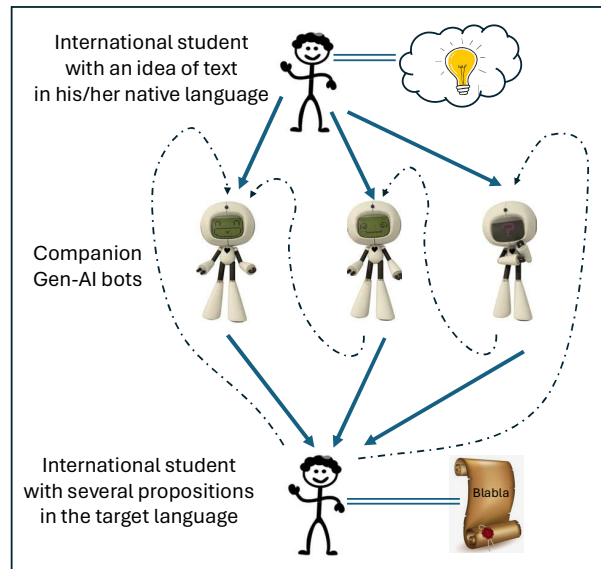 International student
with an idea of text
in his/her native language
Companion
Gen-AI bots
?
International student
with several propositions
in the target language
Blabla